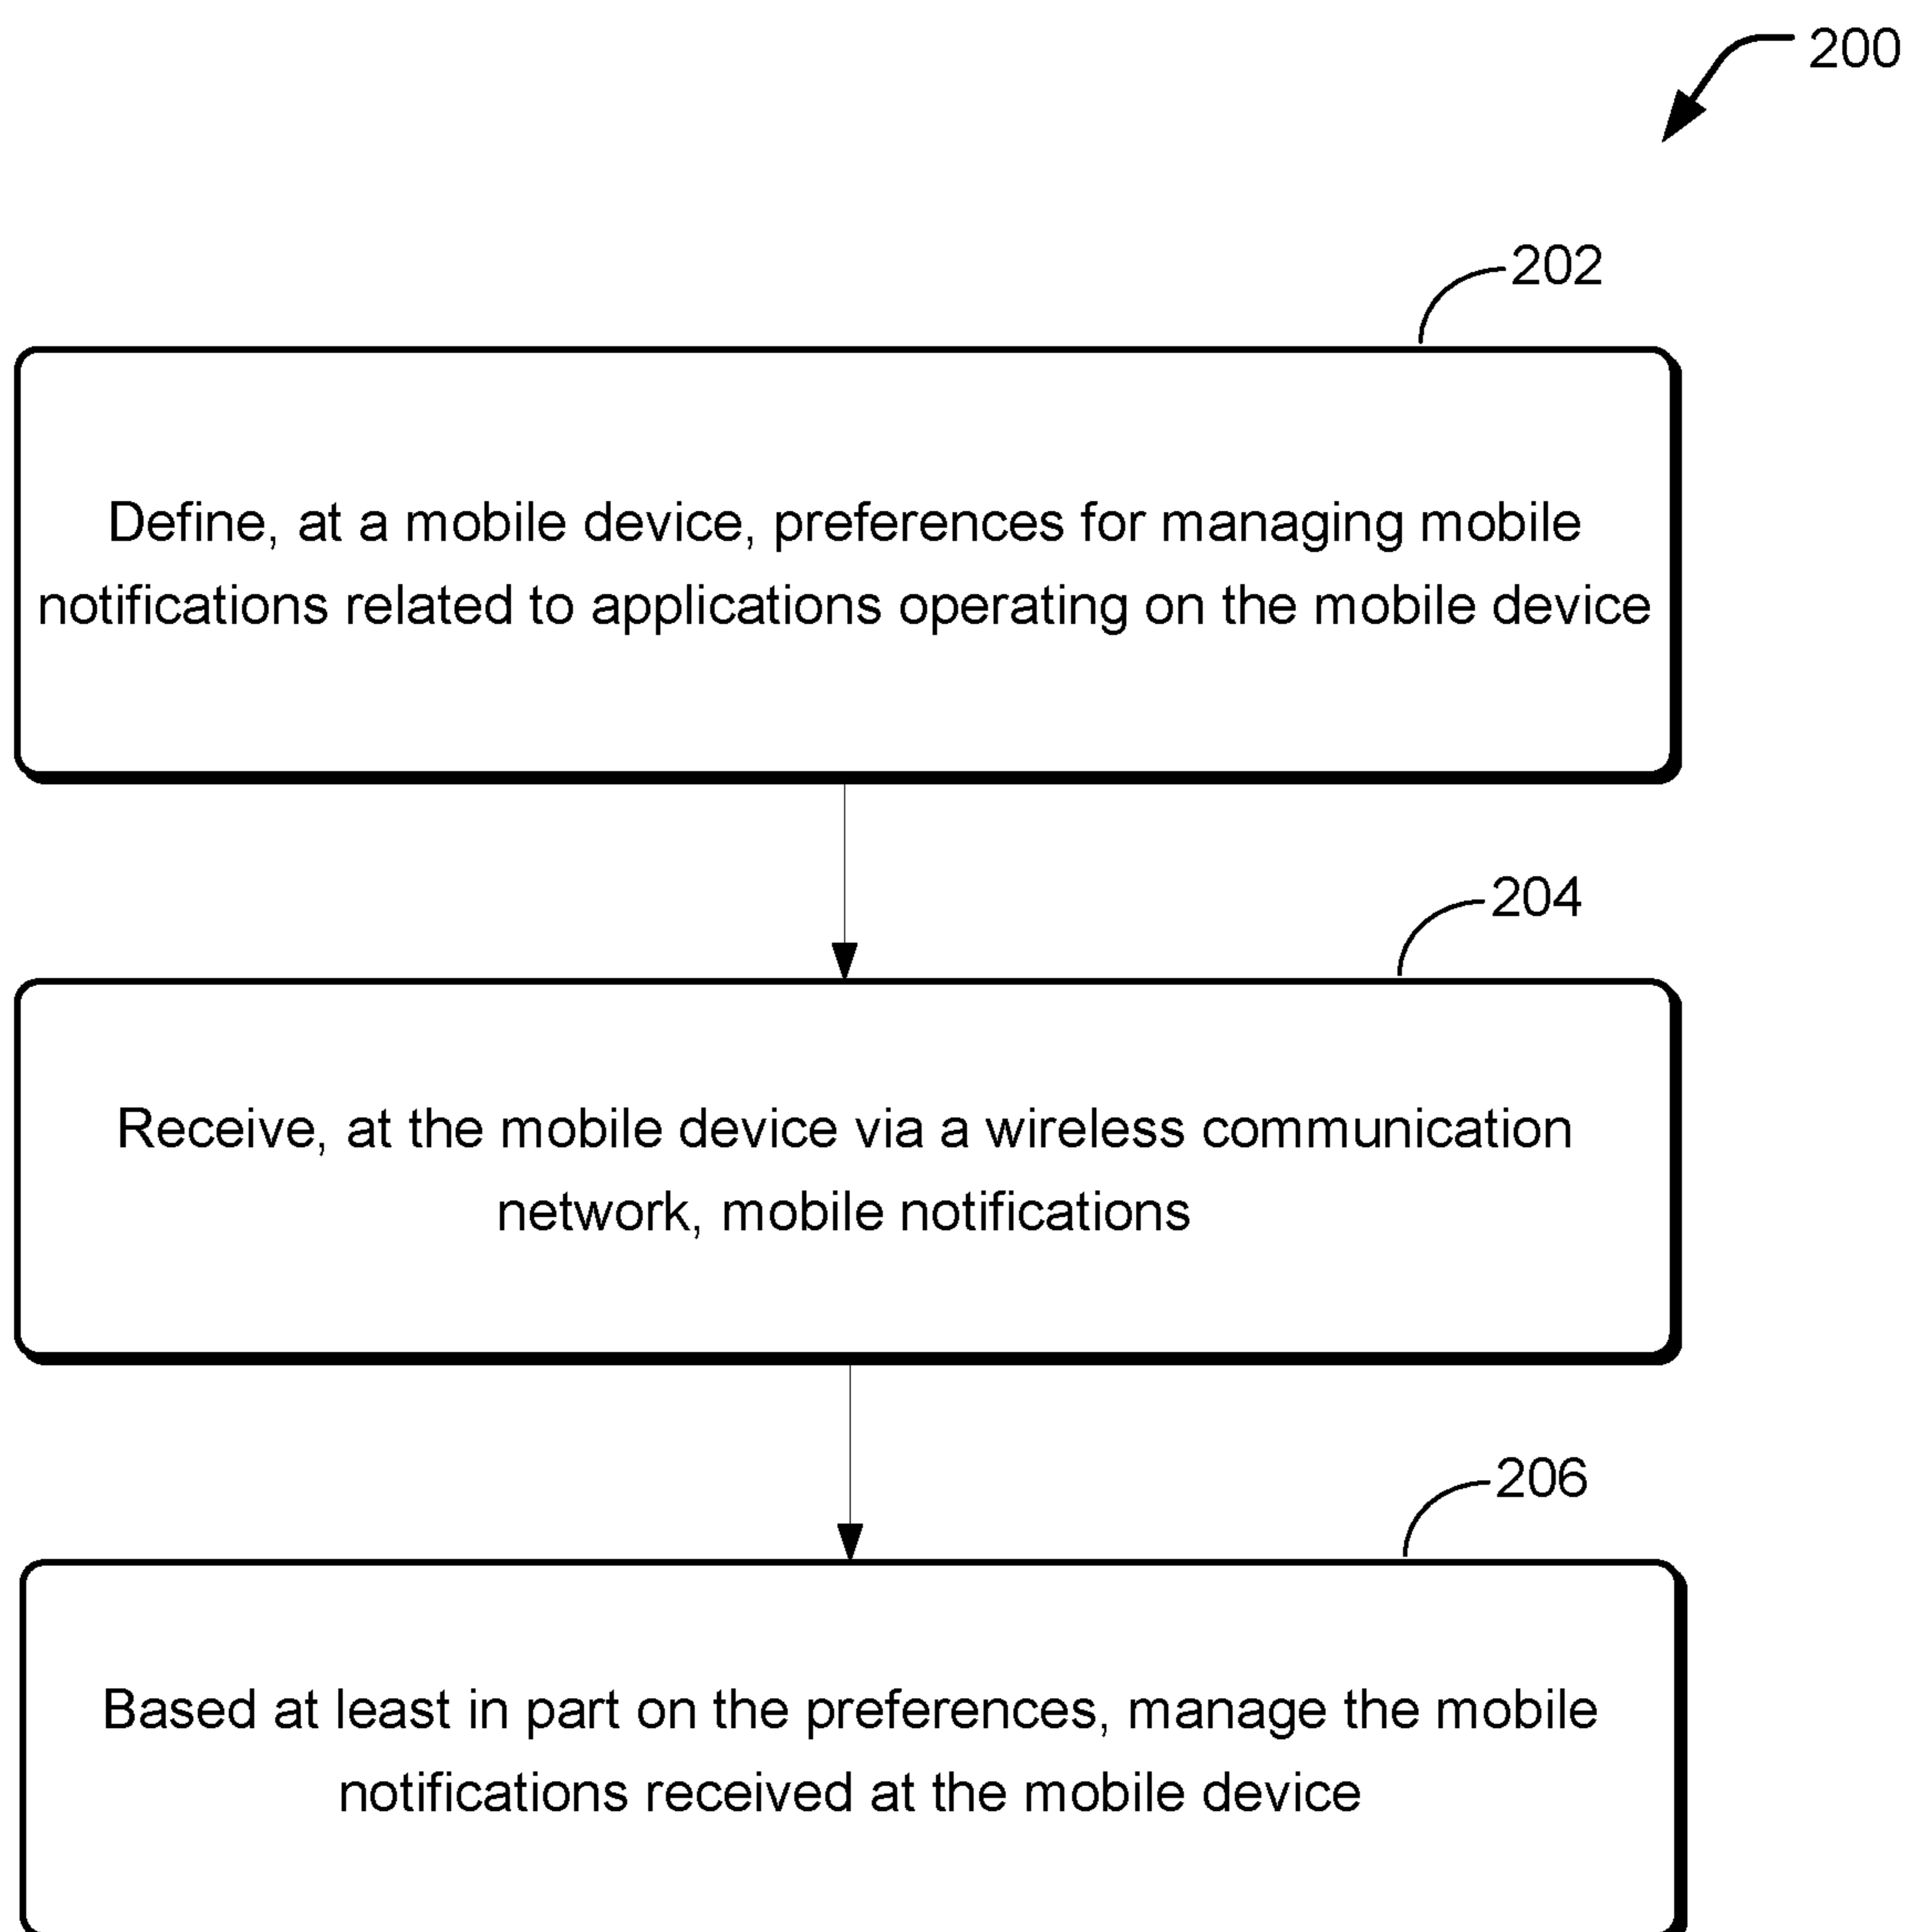 200
202
Define, at a mobile device, preferences for managing mobile
notifications related to applications operating on the mobile device
204
Receive, at the mobile device via a wireless communication
network, mobile notifications
206
Based at least in part on the preferences, manage the mobile
notifications received at the mobile device